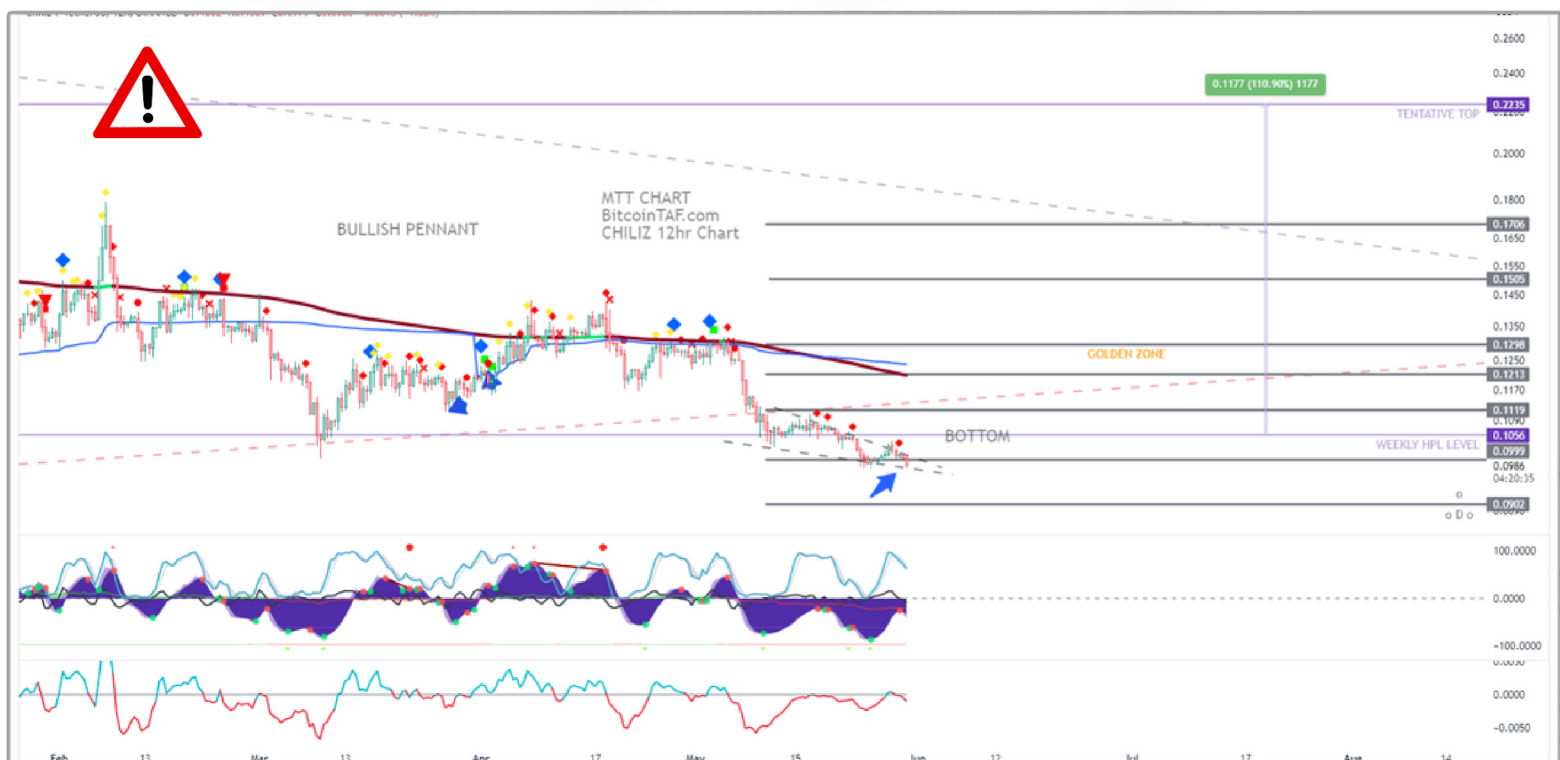 0.2600
0.2400
0.1177 (110.90%) 1177
0.2235
TENTATIVE TOP
0.2000
MTT CHART
BitcoinTAF.com
CHILIZ 12hr Chart
BULLISH PENNANT
0.1800
0.1706
0.1650
0.1550
0.1505
0.1450
0.1350
0.1298
GOLDEN ZONE
0.1250
0.1213
0.1170
0.1119
0.1090
0.1056
BOTTOM
WEEKLY HPL LEVEL
0.0999
0.0986
04:20:35
0.0902
o
o D o
100.0000
0.0000
-100.0000
0.0050
0.0000
-0.0050
Feb 13 Mar 13 Apr 17 May 15 Jun 12 Jul 17 Aug 14